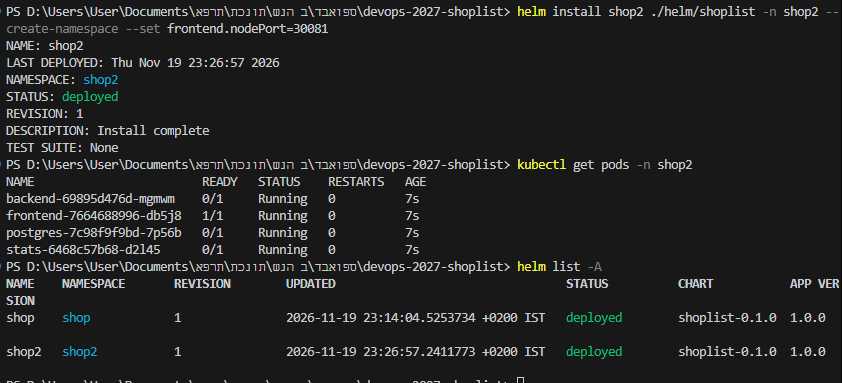 PS D:\Users\User\Documents\תכנות\תונכת\ב הנש\ספואבד\devops-2027-shoplist> helm install shop2 ./helm/shoplist -n shop2 --
create-namespace --set frontend.nodePort=30081
NAME: shop2
LAST DEPLOYED: Thu Nov 19 23:26:57 2026
NAMESPACE: shop2
STATUS: deployed
REVISION: 1
DESCRIPTION: Install complete
TEST SUITE: None
PS D:\Users\User\Documents\תרפא\תונכת\ב הנש\ספואבד\devops-2027-shoplist> kubectl get pods -n shop2
NAME READY STATUS RESTARTS AGE
backend-69895d476d-mgmwm 0/1 Running 0 7s
frontend-7664688996-db5j8 1/1 Running 0 7s
postgres-7c98f9f9bd-7p56b 0/1 Running 0 7s
stats-6468c57b68-d2l45 0/1 Running 0 7s
PS D:\Users\User\Documents\תרפא\תונכת\ב הנש\ספואבד\devops-2027-shoplist> helm list -A
NAME NAMESPACE REVISION UPDATED STATUS CHART APP VER
SION
shop shop 1 2026-11-19 23:14:04.5253734 +0200 IST deployed shoplist-0.1.0 1.0.0
shop2 shop2 1 2026-11-19 23:26:57.2411773 +0200 IST deployed shoplist-0.1.0 1.0.0